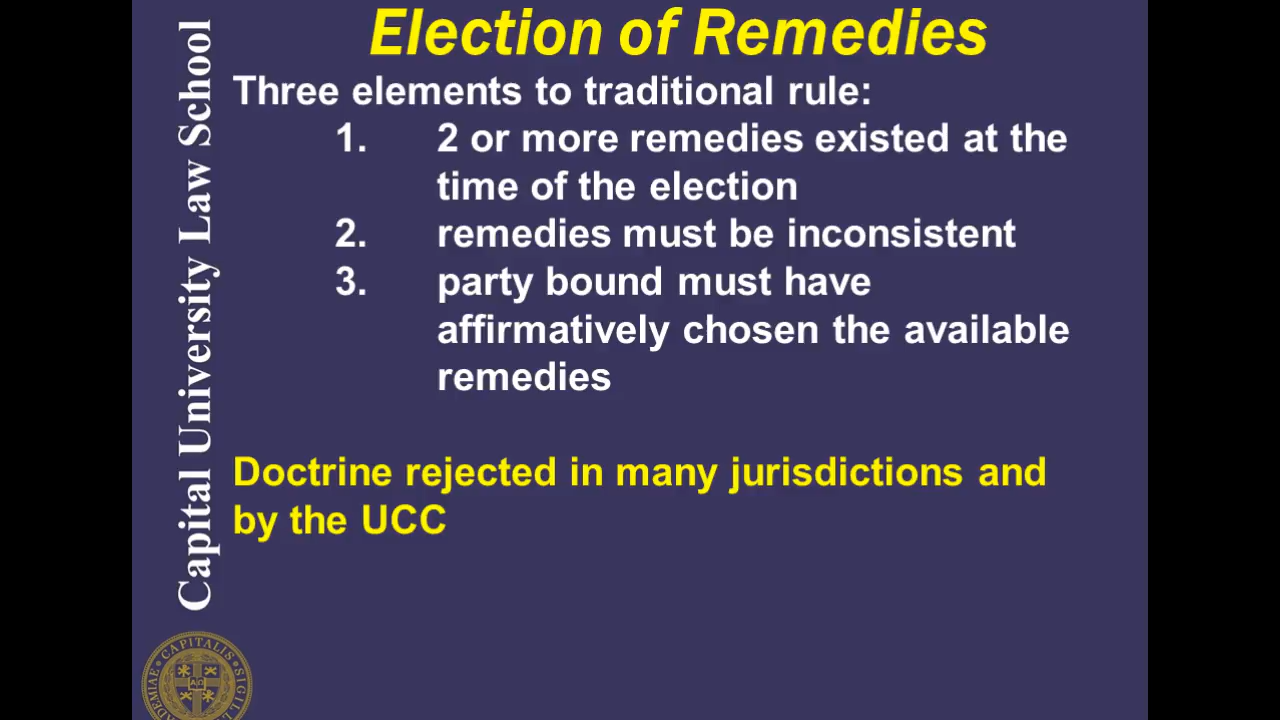 Election of Remedies
Three elements to traditional rule:
1. 2 or more remedies existed at the
time of the election
2. remedies must be inconsistent
3. party bound must have
affirmatively chosen the available
remedies
Doctrine rejected in many jurisdictions and
by the UCC
Capital University Law School
CAPITALIS